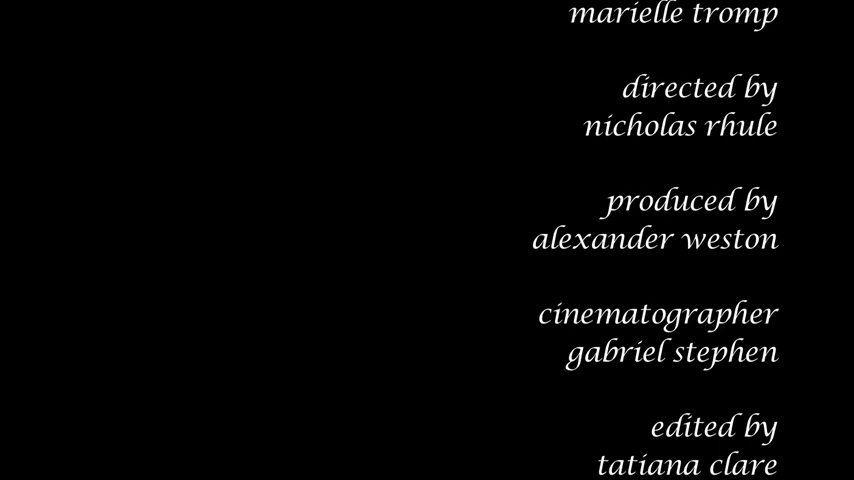 marielle tromp
directed by
nicholas rhule
produced by
alexander weston
cinematographer
gabriel stephen
edited by
tatiana clare